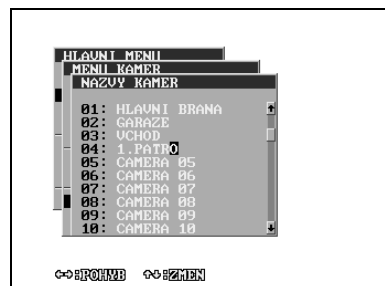 HLAVNI MENU
MENU KAMER
NAZVY KAMER
01: HLAVNI BRANA
02: GARAZE
03: VCHOD
04: 1.PATRO
05: CAMERA 05
06: CAMERA 06
07: CAMERA 07
08: CAMERA 08
09: CAMERA 09
10: CAMERA 10
:POHYB :ZMEN